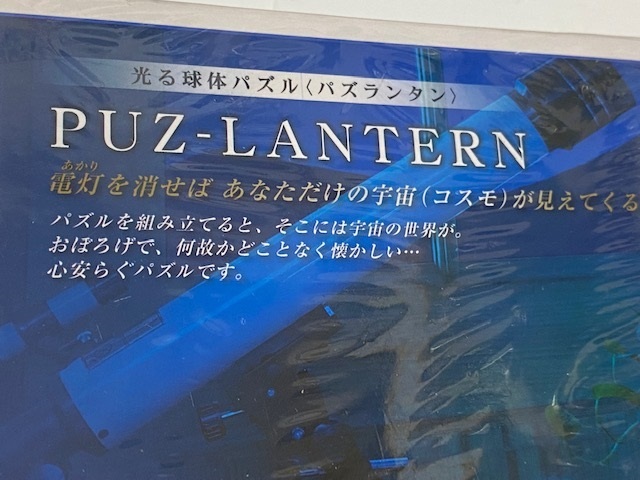 光る球体パズル〈パズランタン〉
PUZ-LANTERN
あかり
電灯を消せば あなただけの宇宙(コスモ)が見えてくる
パズルを組み立てると、そこには宇宙の世界が。
おぼろげで、何故かどことなく懐かしい…
心安らぐパズルです。